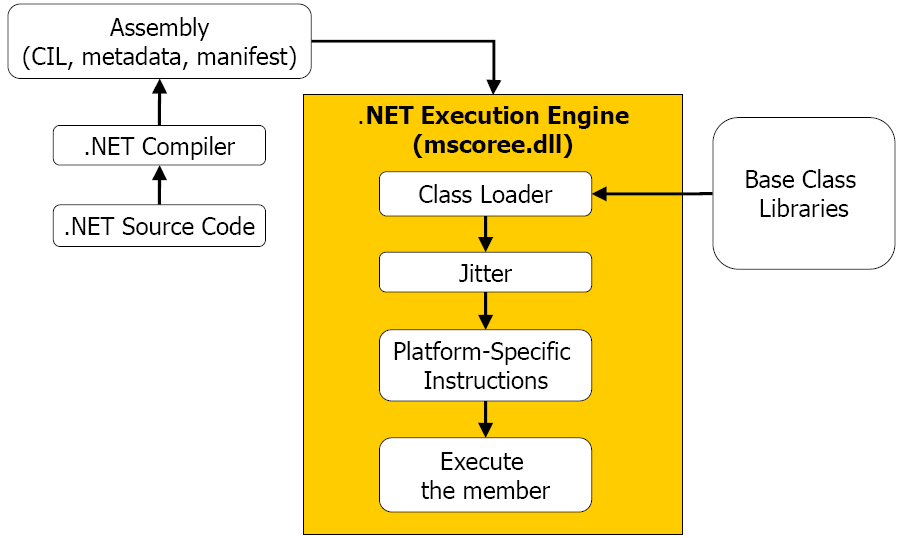 Assembly
(CIL, metadata, manifest)
.NET Compiler
.NET Source Code
.NET Execution Engine
(mscoree.dll)
Class Loader
Jitter
Platform-Specific
Instructions
Execute
the member
Base Class
Libraries